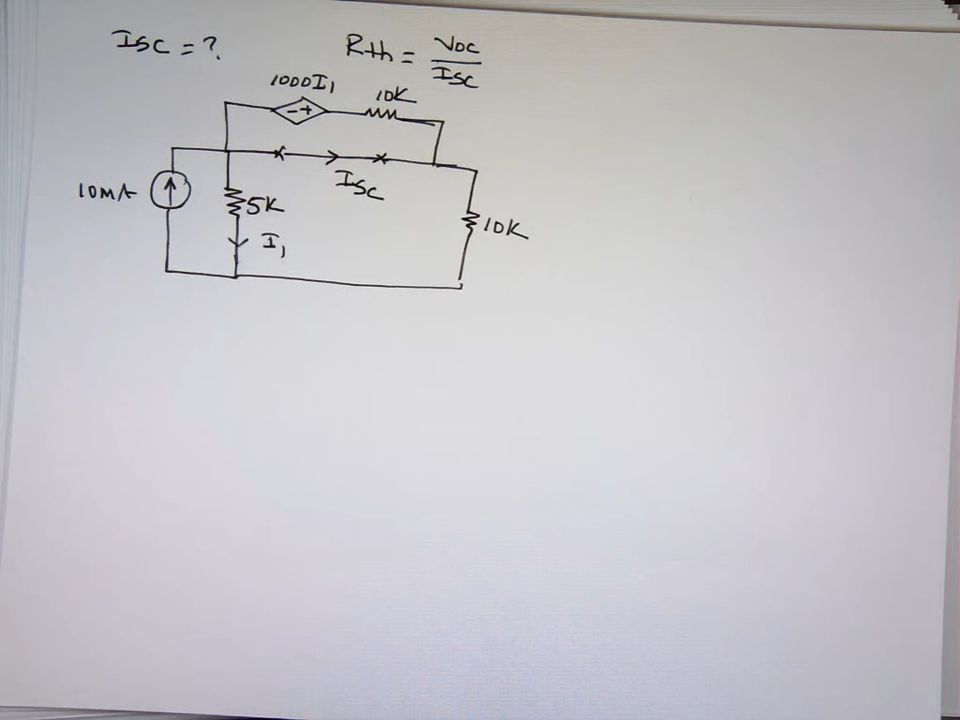 Isc = ?
Rth = Voc / Isc
1000I1
- +
10K
Isc
10mA
5K
I1
10K